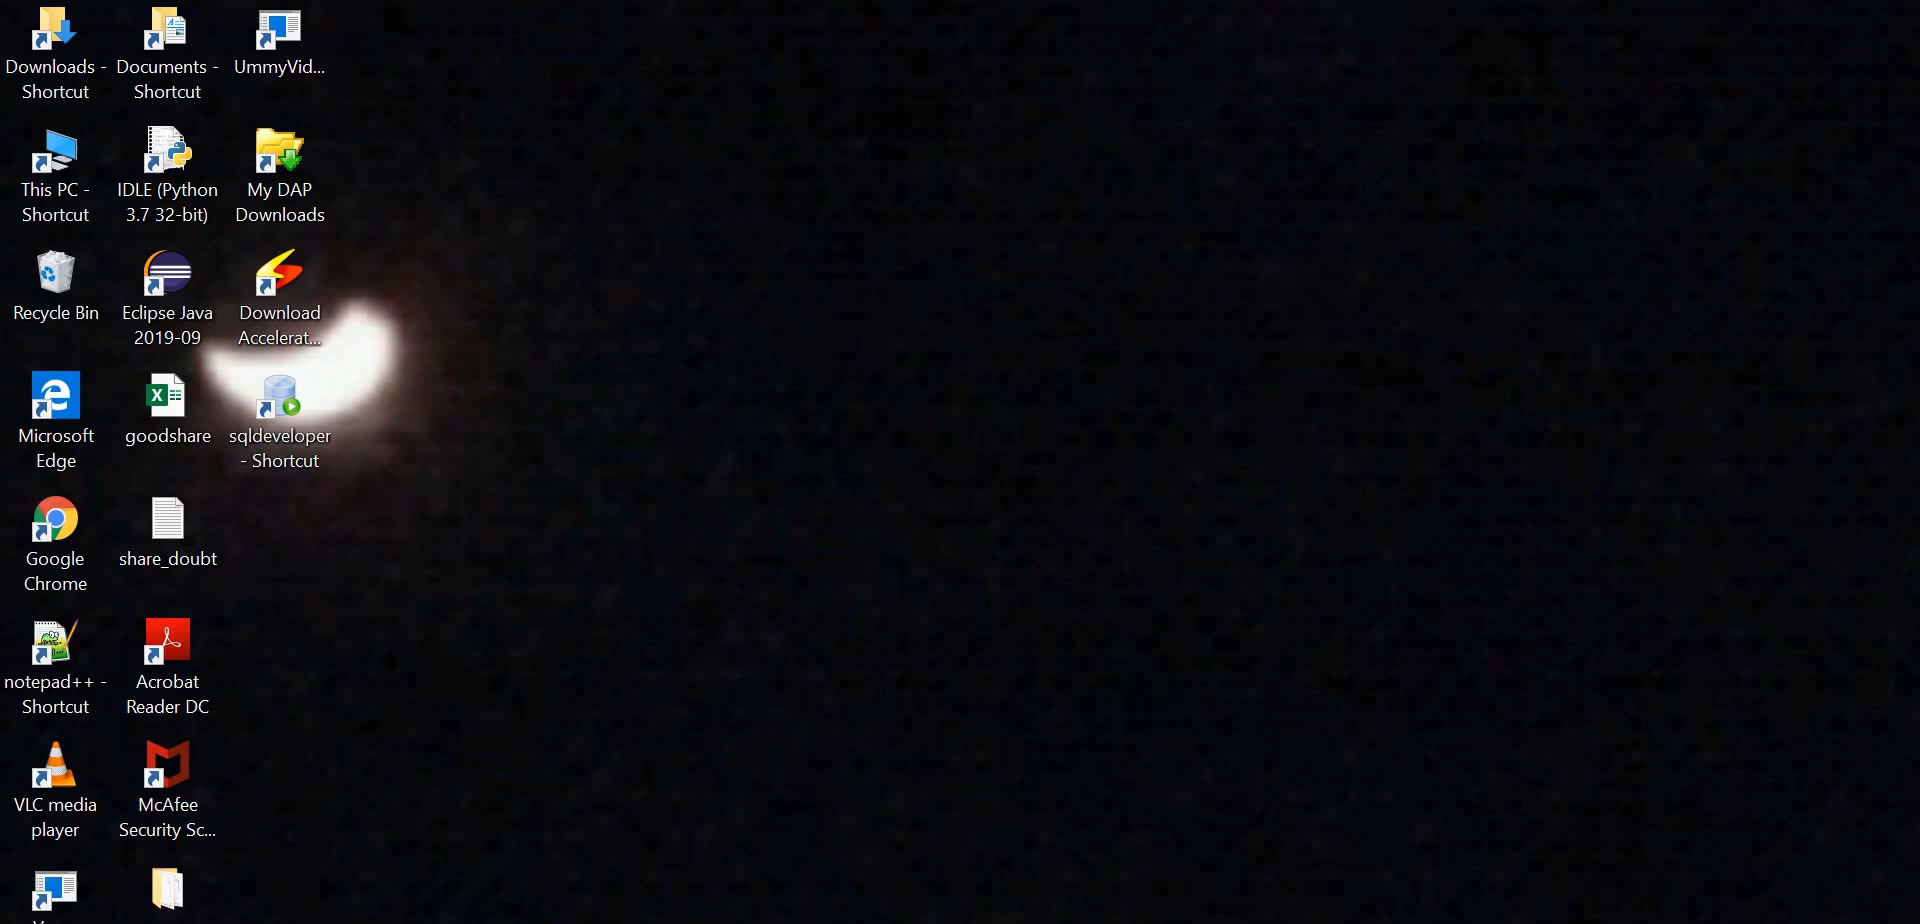 Downloads -
Shortcut
Documents -
Shortcut
UmmyVid...
This PC -
Shortcut
IDLE (Python
3.7 32-bit)
My DAP
Downloads
Recycle Bin
Eclipse Java
2019-09
Download
Accelerat...
Microsoft
Edge
goodshare
sqldeveloper
- Shortcut
Google
Chrome
share_doubt
notepad++ -
Shortcut
Acrobat
Reader DC
VLC media
player
McAfee
Security Sc...